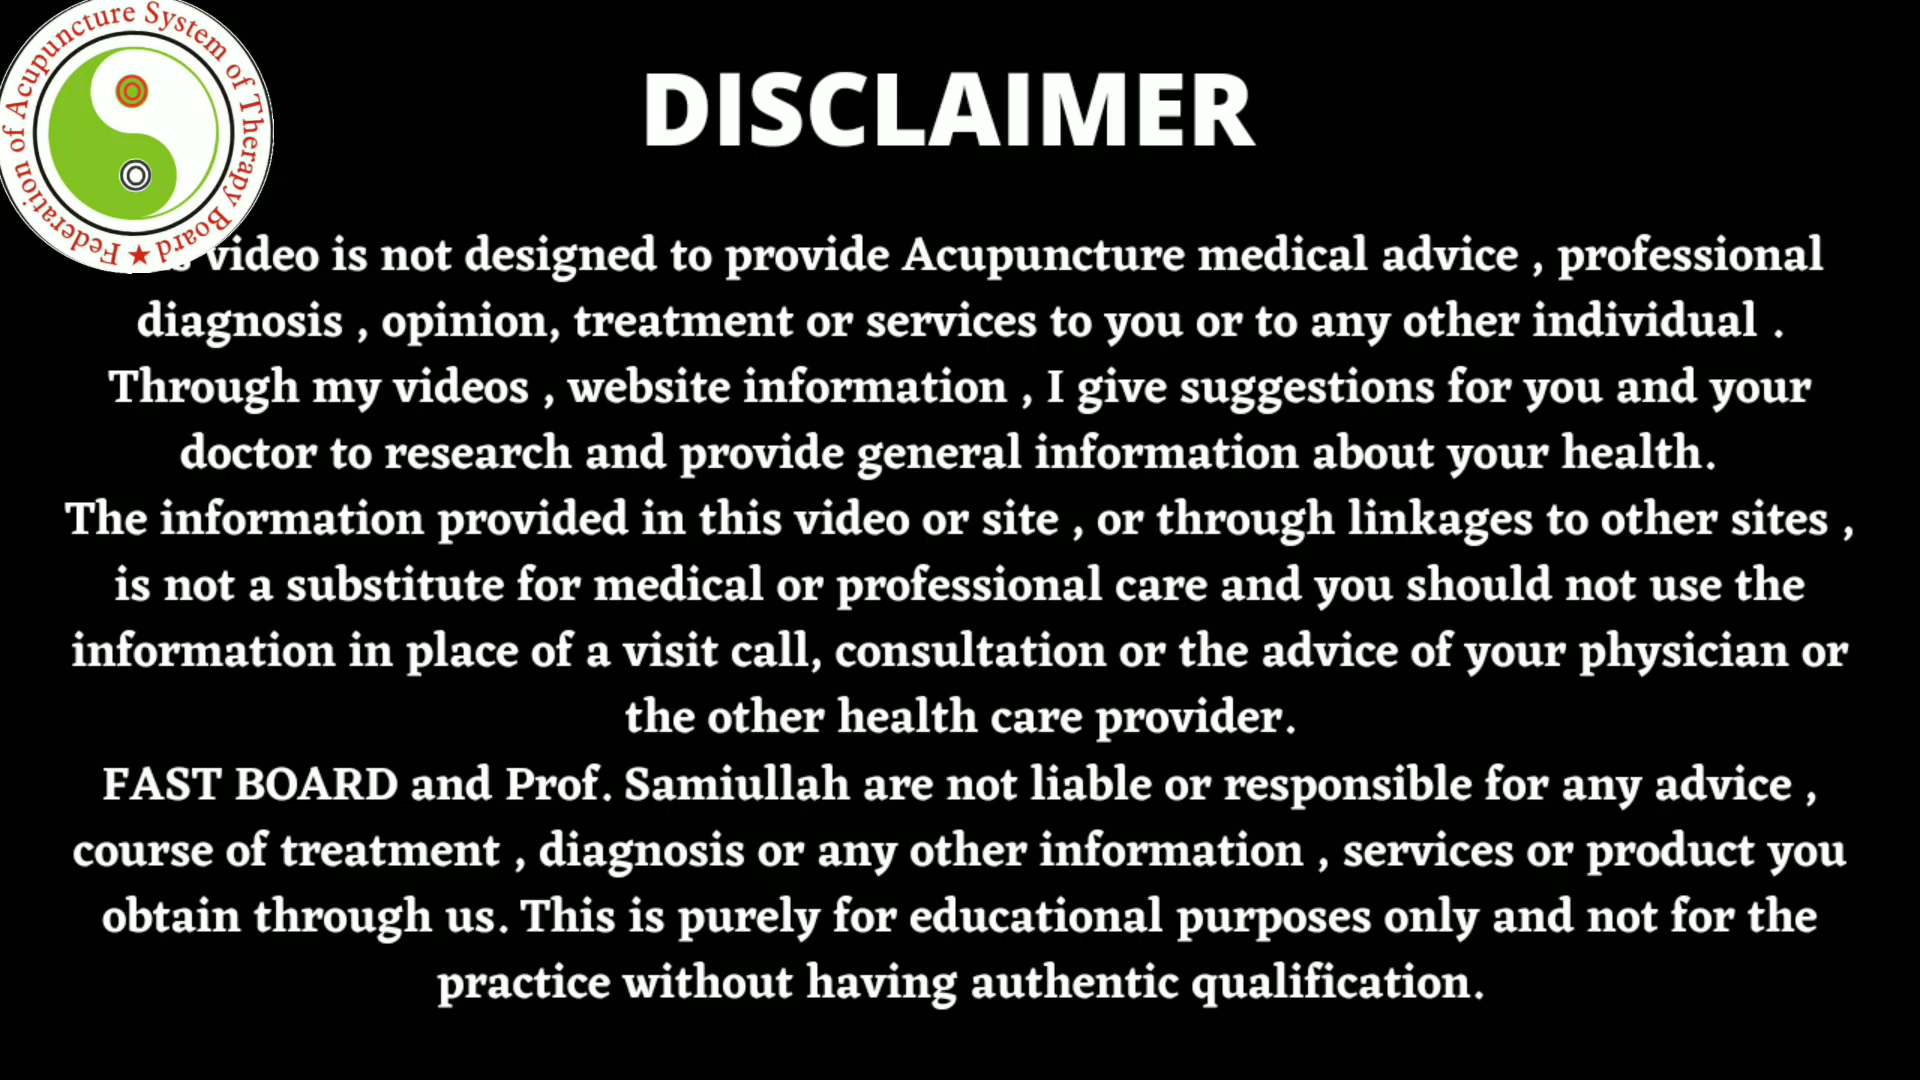 Federation of Acupuncture System of Therapy Board
DISCLAIMER
video is not designed to provide Acupuncture medical advice , professional
diagnosis , opinion, treatment or services to you or to any other individual .
Through my videos , website information , I give suggestions for you and your
doctor to research and provide general information about your health.
The information provided in this video or site , or through linkages to other sites ,
is not a substitute for medical or professional care and you should not use the
information in place of a visit call, consultation or the advice of your physician or
the other health care provider.
FAST BOARD and Prof. Samiullah are not liable or responsible for any advice ,
course of treatment , diagnosis or any other information , services or product you
obtain through us. This is purely for educational purposes only and not for the
practice without having authentic qualification.